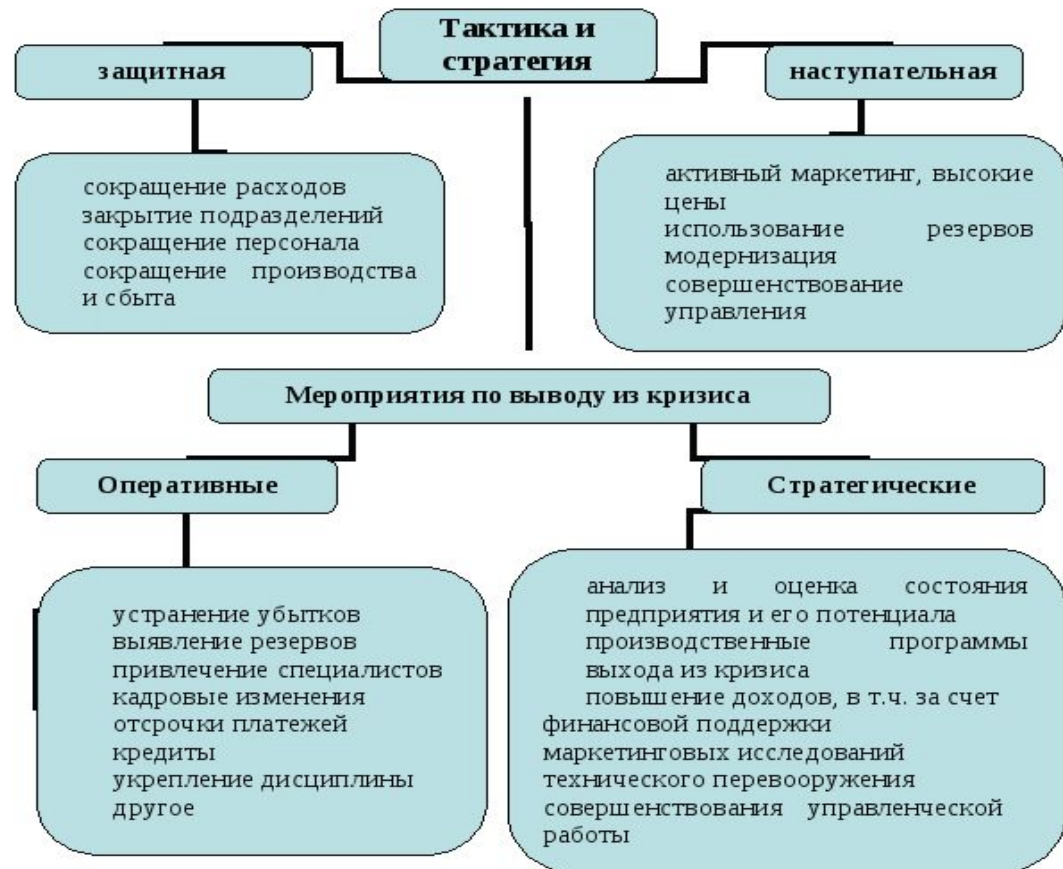 Тактика и
стратегия
защитная
наступательная
сокращение расходов
закрытие подразделений
сокращение персонала
сокращение производства
и сбыта
активный маркетинг, высокие
цены
использование резервов
модернизация
совершенствование
управления
Мероприятия по выводу из кризиса
Оперативные
Стратегические
устранение убытков
выявление резервов
привлечение специалистов
кадровые изменения
отсрочки платежей
кредиты
укрепление дисциплины
другое
анализ и оценка состояния
предприятия и его потенциала
производственные программы
выхода из кризиса
повышение доходов, в т.ч. за счет
финансовой поддержки
маркетинговых исследований
технического перевооружения
совершенствования управленческой
работы